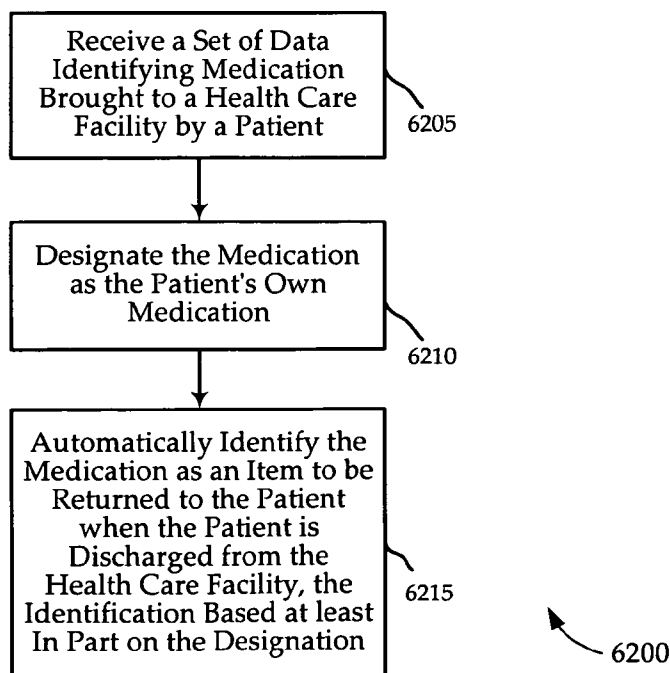 Receive a Set of Data
Identifying Medication
Brought to a Health Care
Facility by a Patient
6205
Designate the Medication
as the Patient's Own
Medication
6210
Automatically Identify the
Medication as an Item to be
Returned to the Patient
when the Patient is
Discharged from the
Health Care Facility, the
Identification Based at least
In Part on the Designation
6215
6200